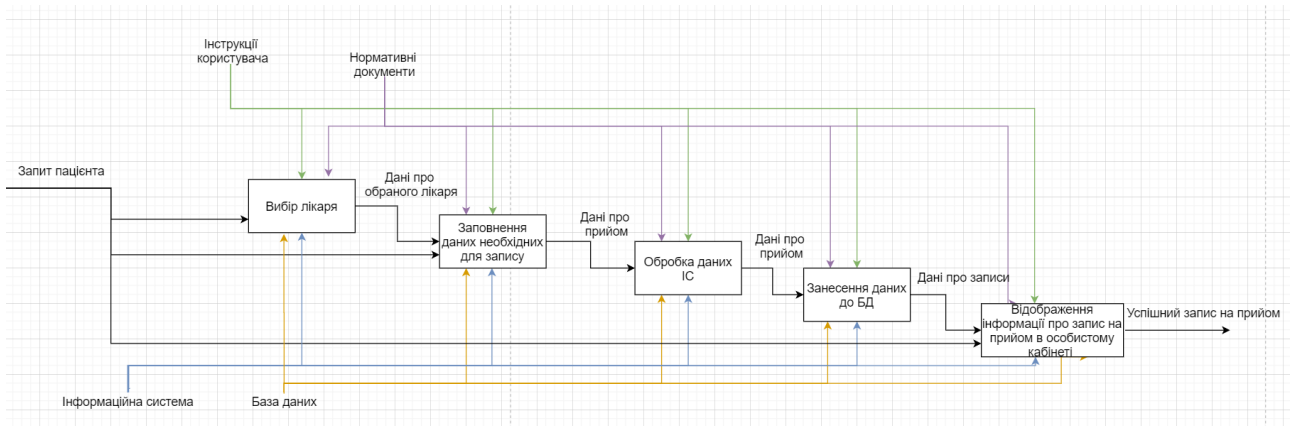 Інструкції
користувача
Нормативні
документи
Запит пацієнта
Вибір лікаря
Дані про
обраного лікаря
Заповнення
даних необхідних
для запису
Дані про
прийом
Обробка даних
ІС
Дані про
прийом
Занесення даних
до БД
Дані про записи
Відображення
інформації про запис на
прийом в особистому
кабінеті
Успішний запис на прийом
Інформаційна система
База даних